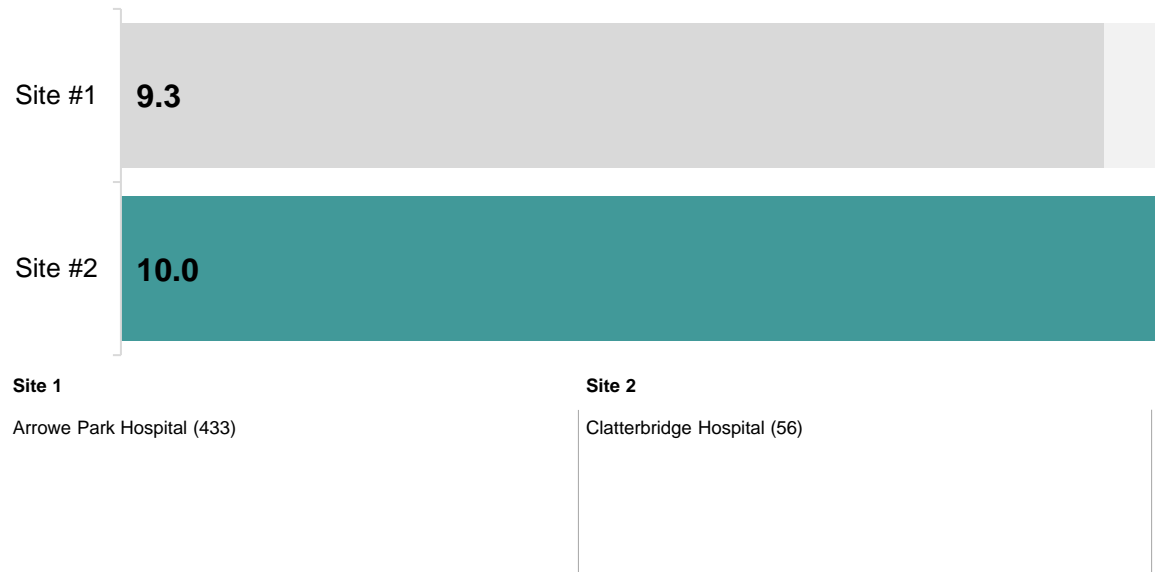 Site #1 9.3
Site #2 10.0
Site 1 Site 2
Arrowe Park Hospital (433) Clatterbridge Hospital (56)